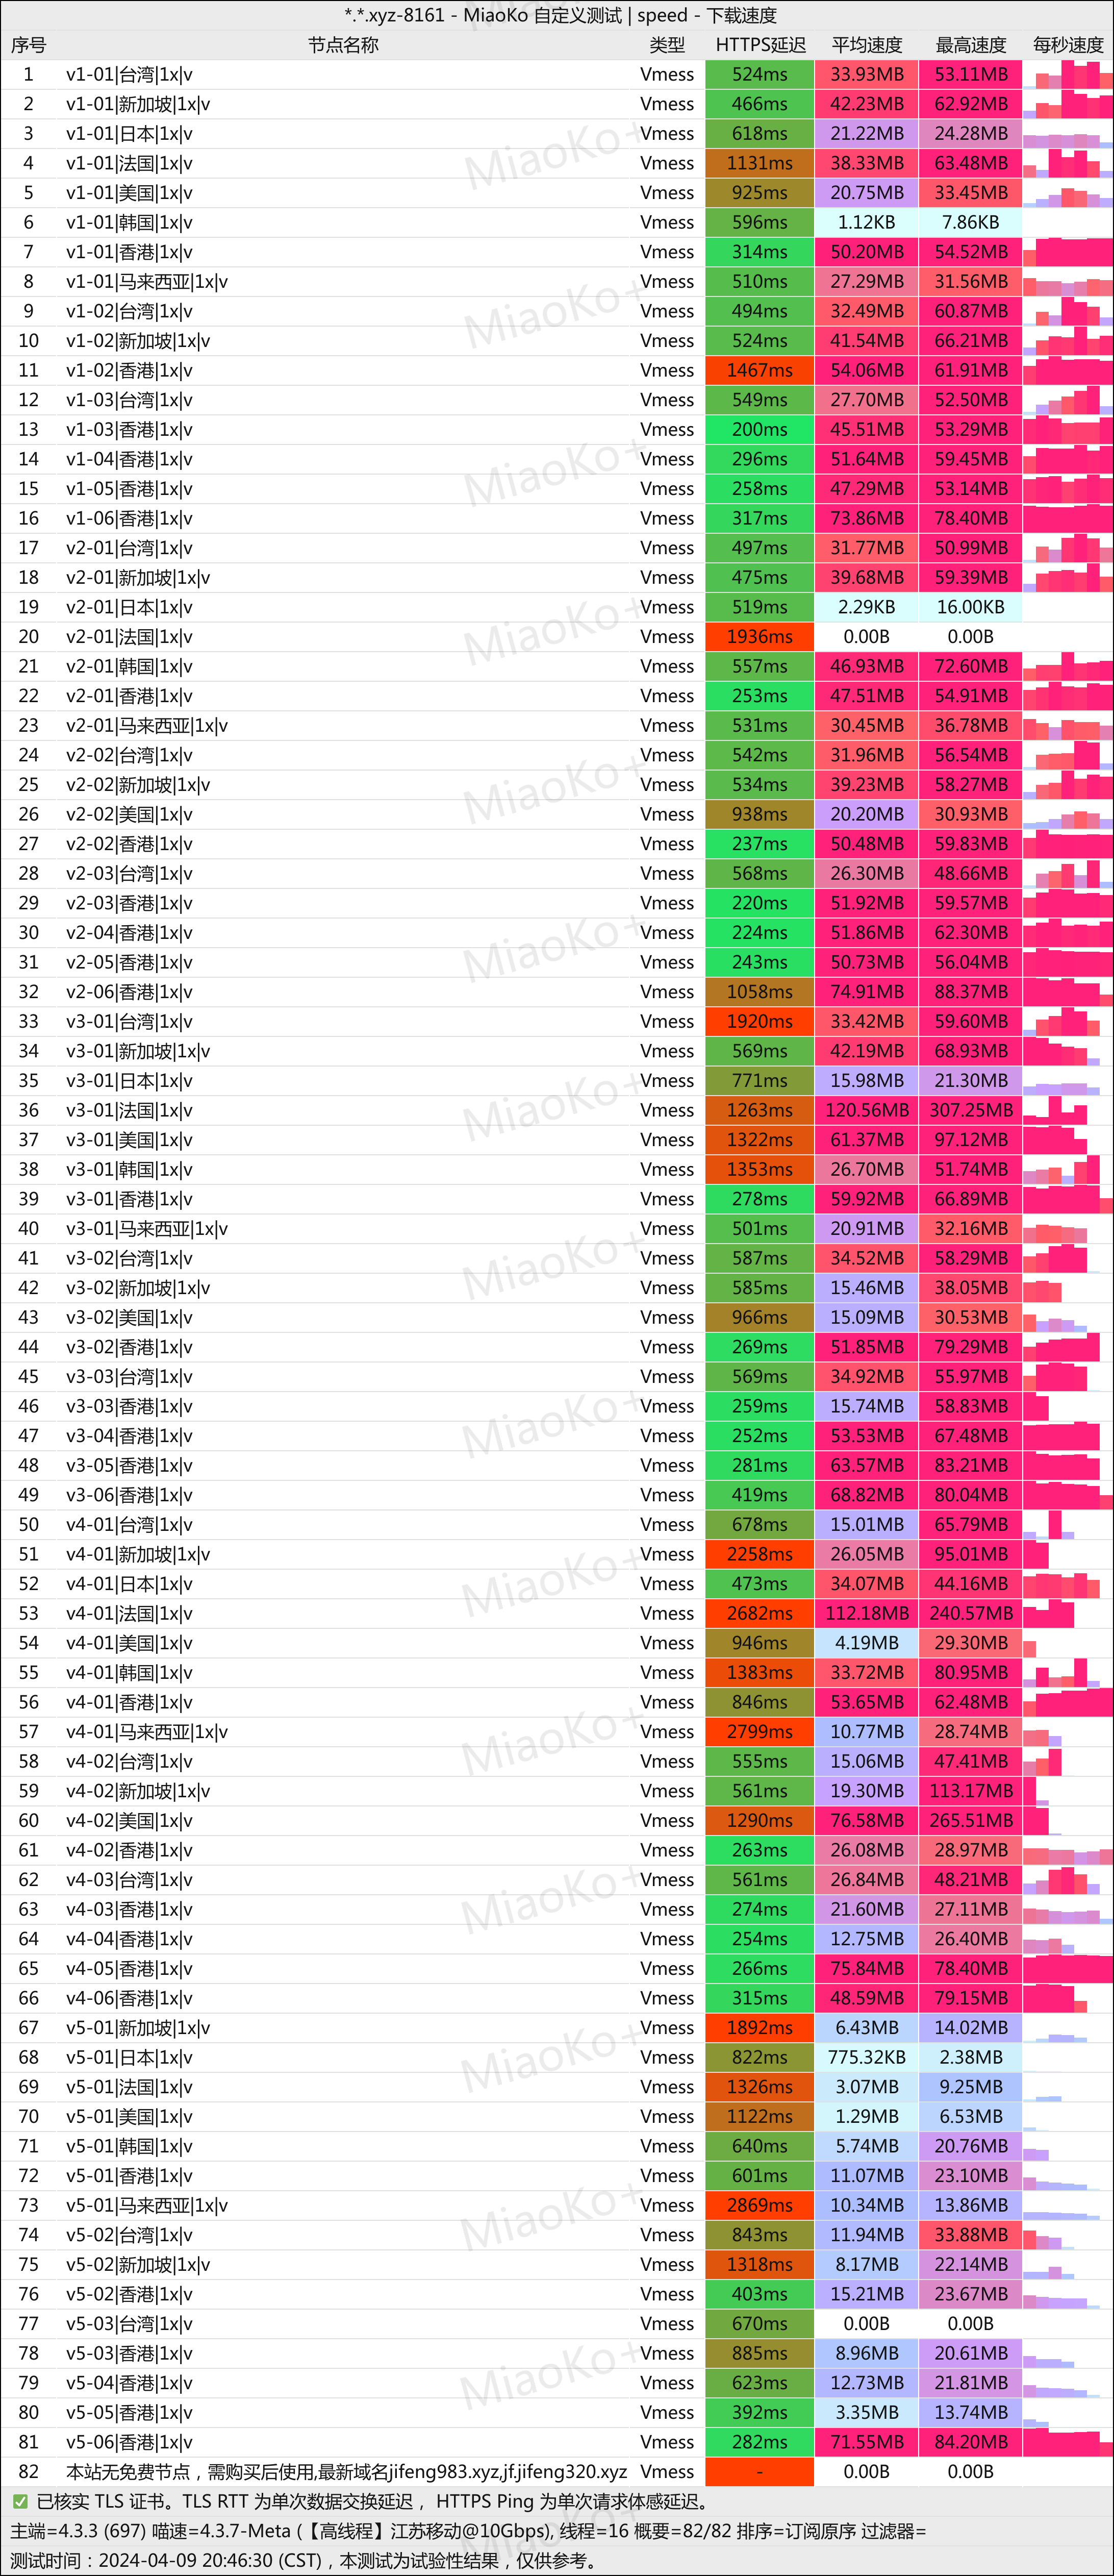 *.*.xyz-8161 - MiaoKo 自定义测试 | speed - 下载速度
序号 节点名称 类型 HTTPS延迟 平均速度 最高速度 每秒速度
1 v1-01|台湾|1x|v Vmess 524ms 33.93MB 53.11MB
2 v1-01|新加坡|1x|v Vmess 466ms 42.23MB 62.92MB
3 v1-01|日本|1x|v Vmess 618ms 21.22MB 24.28MB
4 v1-01|法国|1x|v Vmess 1131ms 38.33MB 63.48MB
5 v1-01|美国|1x|v Vmess 925ms 20.75MB 33.45MB
6 v1-01|韩国|1x|v Vmess 596ms 1.12KB 7.86KB
7 v1-01|香港|1x|v Vmess 314ms 50.20MB 54.52MB
8 v1-01|马来西亚|1x|v Vmess 510ms 27.29MB 31.56MB
9 v1-02|台湾|1x|v Vmess 494ms 32.49MB 60.87MB
10 v1-02|新加坡|1x|v Vmess 524ms 41.54MB 66.21MB
11 v1-02|香港|1x|v Vmess 1467ms 54.06MB 61.91MB
12 v1-03|台湾|1x|v Vmess 549ms 27.70MB 52.50MB
13 v1-03|香港|1x|v Vmess 200ms 45.51MB 53.29MB
14 v1-04|香港|1x|v Vmess 296ms 51.64MB 59.45MB
15 v1-05|香港|1x|v Vmess 258ms 47.29MB 53.14MB
16 v1-06|香港|1x|v Vmess 317ms 73.86MB 78.40MB
17 v2-01|台湾|1x|v Vmess 497ms 31.77MB 50.99MB
18 v2-01|新加坡|1x|v Vmess 475ms 39.68MB 59.39MB
19 v2-01|日本|1x|v Vmess 519ms 2.29KB 16.00KB
20 v2-01|法国|1x|v Vmess 1936ms 0.00B 0.00B
21 v2-01|韩国|1x|v Vmess 557ms 46.93MB 72.60MB
22 v2-01|香港|1x|v Vmess 253ms 47.51MB 54.91MB
23 v2-01|马来西亚|1x|v Vmess 531ms 30.45MB 36.78MB
24 v2-02|台湾|1x|v Vmess 542ms 31.96MB 56.54MB
25 v2-02|新加坡|1x|v Vmess 534ms 39.23MB 58.27MB
26 v2-02|美国|1x|v Vmess 938ms 20.20MB 30.93MB
27 v2-02|香港|1x|v Vmess 237ms 50.48MB 59.83MB
28 v2-03|台湾|1x|v Vmess 568ms 26.30MB 48.66MB
29 v2-03|香港|1x|v Vmess 220ms 51.92MB 59.57MB
30 v2-04|香港|1x|v Vmess 224ms 51.86MB 62.30MB
31 v2-05|香港|1x|v Vmess 243ms 50.73MB 56.04MB
32 v2-06|香港|1x|v Vmess 1058ms 74.91MB 88.37MB
33 v3-01|台湾|1x|v Vmess 1920ms 33.42MB 59.60MB
34 v3-01|新加坡|1x|v Vmess 569ms 42.19MB 68.93MB
35 v3-01|日本|1x|v Vmess 771ms 15.98MB 21.30MB
36 v3-01|法国|1x|v Vmess 1263ms 120.56MB 307.25MB
37 v3-01|美国|1x|v Vmess 1322ms 61.37MB 97.12MB
38 v3-01|韩国|1x|v Vmess 1353ms 26.70MB 51.74MB
39 v3-01|香港|1x|v Vmess 278ms 59.92MB 66.89MB
40 v3-01|马来西亚|1x|v Vmess 501ms 20.91MB 32.16MB
41 v3-02|台湾|1x|v Vmess 587ms 34.52MB 58.29MB
42 v3-02|新加坡|1x|v Vmess 585ms 15.46MB 38.05MB
43 v3-02|美国|1x|v Vmess 966ms 15.09MB 30.53MB
44 v3-02|香港|1x|v Vmess 269ms 51.85MB 79.29MB
45 v3-03|台湾|1x|v Vmess 569ms 34.92MB 55.97MB
46 v3-03|香港|1x|v Vmess 259ms 15.74MB 58.83MB
47 v3-04|香港|1x|v Vmess 252ms 53.53MB 67.48MB
48 v3-05|香港|1x|v Vmess 281ms 63.57MB 83.21MB
49 v3-06|香港|1x|v Vmess 419ms 68.82MB 80.04MB
50 v4-01|台湾|1x|v Vmess 678ms 15.01MB 65.79MB
51 v4-01|新加坡|1x|v Vmess 2258ms 26.05MB 95.01MB
52 v4-01|日本|1x|v Vmess 473ms 34.07MB 44.16MB
53 v4-01|法国|1x|v Vmess 2682ms 112.18MB 240.57MB
54 v4-01|美国|1x|v Vmess 946ms 4.19MB 29.30MB
55 v4-01|韩国|1x|v Vmess 1383ms 33.72MB 80.95MB
56 v4-01|香港|1x|v Vmess 846ms 53.65MB 62.48MB
57 v4-01|马来西亚|1x|v Vmess 2799ms 10.77MB 28.74MB
58 v4-02|台湾|1x|v Vmess 555ms 15.06MB 47.41MB
59 v4-02|新加坡|1x|v Vmess 561ms 19.30MB 113.17MB
60 v4-02|美国|1x|v Vmess 1290ms 76.58MB 265.51MB
61 v4-02|香港|1x|v Vmess 263ms 26.08MB 28.97MB
62 v4-03|台湾|1x|v Vmess 561ms 26.84MB 48.21MB
63 v4-03|香港|1x|v Vmess 274ms 21.60MB 27.11MB
64 v4-04|香港|1x|v Vmess 254ms 12.75MB 26.40MB
65 v4-05|香港|1x|v Vmess 266ms 75.84MB 78.40MB
66 v4-06|香港|1x|v Vmess 315ms 48.59MB 79.15MB
67 v5-01|新加坡|1x|v Vmess 1892ms 6.43MB 14.02MB
68 v5-01|日本|1x|v Vmess 822ms 775.32KB 2.38MB
69 v5-01|法国|1x|v Vmess 1326ms 3.07MB 9.25MB
70 v5-01|美国|1x|v Vmess 1122ms 1.29MB 6.53MB
71 v5-01|韩国|1x|v Vmess 640ms 5.74MB 20.76MB
72 v5-01|香港|1x|v Vmess 601ms 11.07MB 23.10MB
73 v5-01|马来西亚|1x|v Vmess 2869ms 10.34MB 13.86MB
74 v5-02|台湾|1x|v Vmess 843ms 11.94MB 33.88MB
75 v5-02|新加坡|1x|v Vmess 1318ms 8.17MB 22.14MB
76 v5-02|香港|1x|v Vmess 403ms 15.21MB 23.67MB
77 v5-03|台湾|1x|v Vmess 670ms 0.00B 0.00B
78 v5-03|香港|1x|v Vmess 885ms 8.96MB 20.61MB
79 v5-04|香港|1x|v Vmess 623ms 12.73MB 21.81MB
80 v5-05|香港|1x|v Vmess 392ms 3.35MB 13.74MB
81 v5-06|香港|1x|v Vmess 282ms 71.55MB 84.20MB
82 本站无免费节点，需购买后使用,最新域名jifeng983.xyz,jf.jifeng320.xyz Vmess - 0.00B 0.00B
✅ 已核实 TLS 证书。TLS RTT 为单次数据交换延迟， HTTPS Ping 为单次请求体感延迟。
主端=4.3.3 (697) 喵速=4.3.7-Meta (【高线程】江苏移动@10Gbps), 线程=16 概要=82/82 排序=订阅原序 过滤器=
测试时间：2024-04-09 20:46:30 (CST)，本测试为试验性结果，仅供参考。